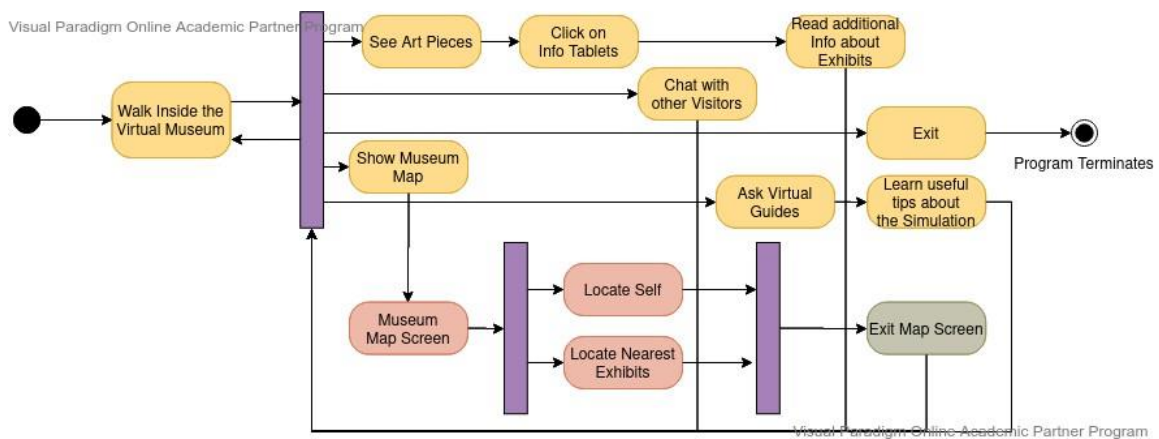 Visual Paradigm Online Academic Partner Program
See Art Pieces
Click on
Info Tablets
Read additional
Info about
Exhibits
Walk Inside the
Virtual Museum
Chat with
other Visitors
Exit
Program Terminates
Show Museum
Map
Ask Virtual
Guides
Learn useful
tips about
the Simulation
Museum
Map Screen
Locate Self
Locate Nearest
Exhibits
Exit Map Screen
Visual Paradigm Online Academic Partner Program